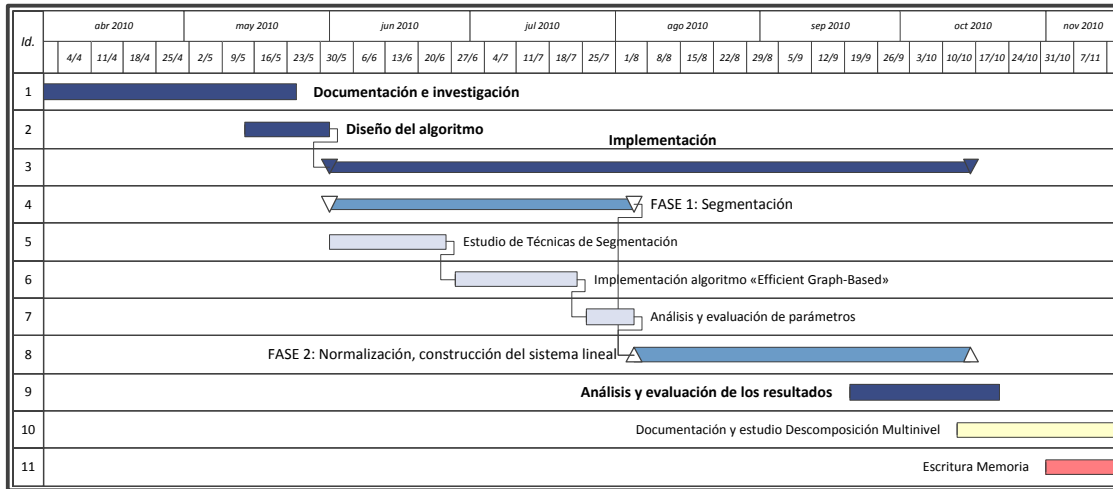 Id.
abr 2010 may 2010 jun 2010 jul 2010 ago 2010 sep 2010 oct 2010 nov 2010
4/4 11/4 18/4 25/4 2/5 9/5 16/5 23/5 30/5 6/6 13/6 20/6 27/6 4/7 11/7 18/7 25/7 1/8 8/8 15/8 22/8 29/8 5/9 12/9 19/9 26/9 3/10 10/10 17/10 24/10 31/10 7/11
1 Documentación e investigación
2 Diseño del algoritmo
3 Implementación
4 FASE 1: Segmentación
5 Estudio de Técnicas de Segmentación
6 Implementación algoritmo «Efficient Graph-Based»
7 Análisis y evaluación de parámetros
8 FASE 2: Normalización, construcción del sistema lineal
9 Análisis y evaluación de los resultados
10 Documentación y estudio Descomposición Multinivel
11 Escritura Memoria